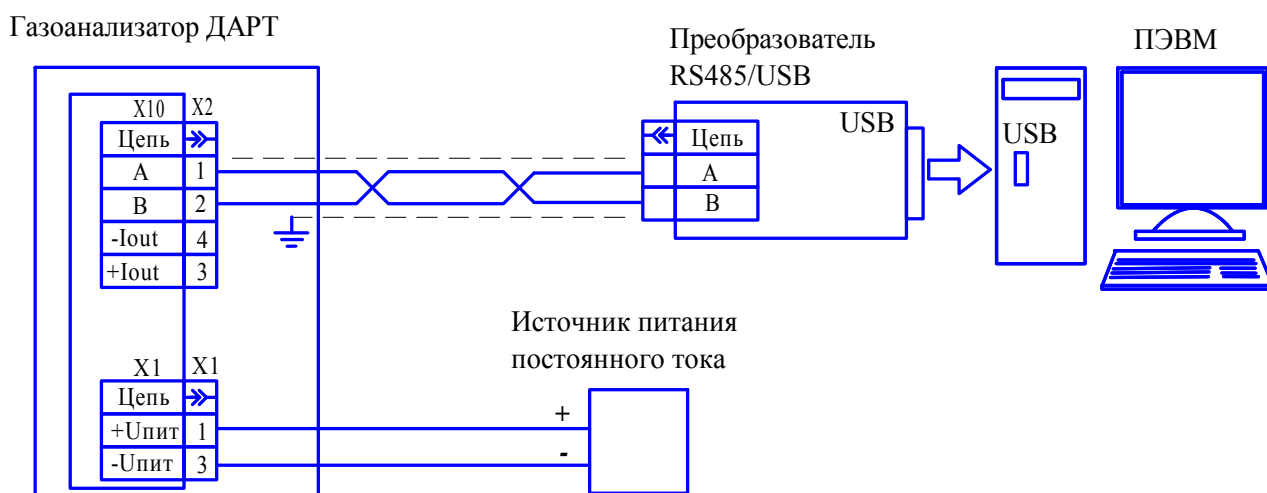 Газоанализатор ДАРТ
Преобразователь
RS485/USB
ПЭВМ
X10 X2
Цепь
A 1
B 2
-Iout 4
+Iout 3
Цепь
A
B
USB
USB
Источник питания
постоянного тока
X1 X1
Цепь
+Uпит 1
-Uпит 3
+
-